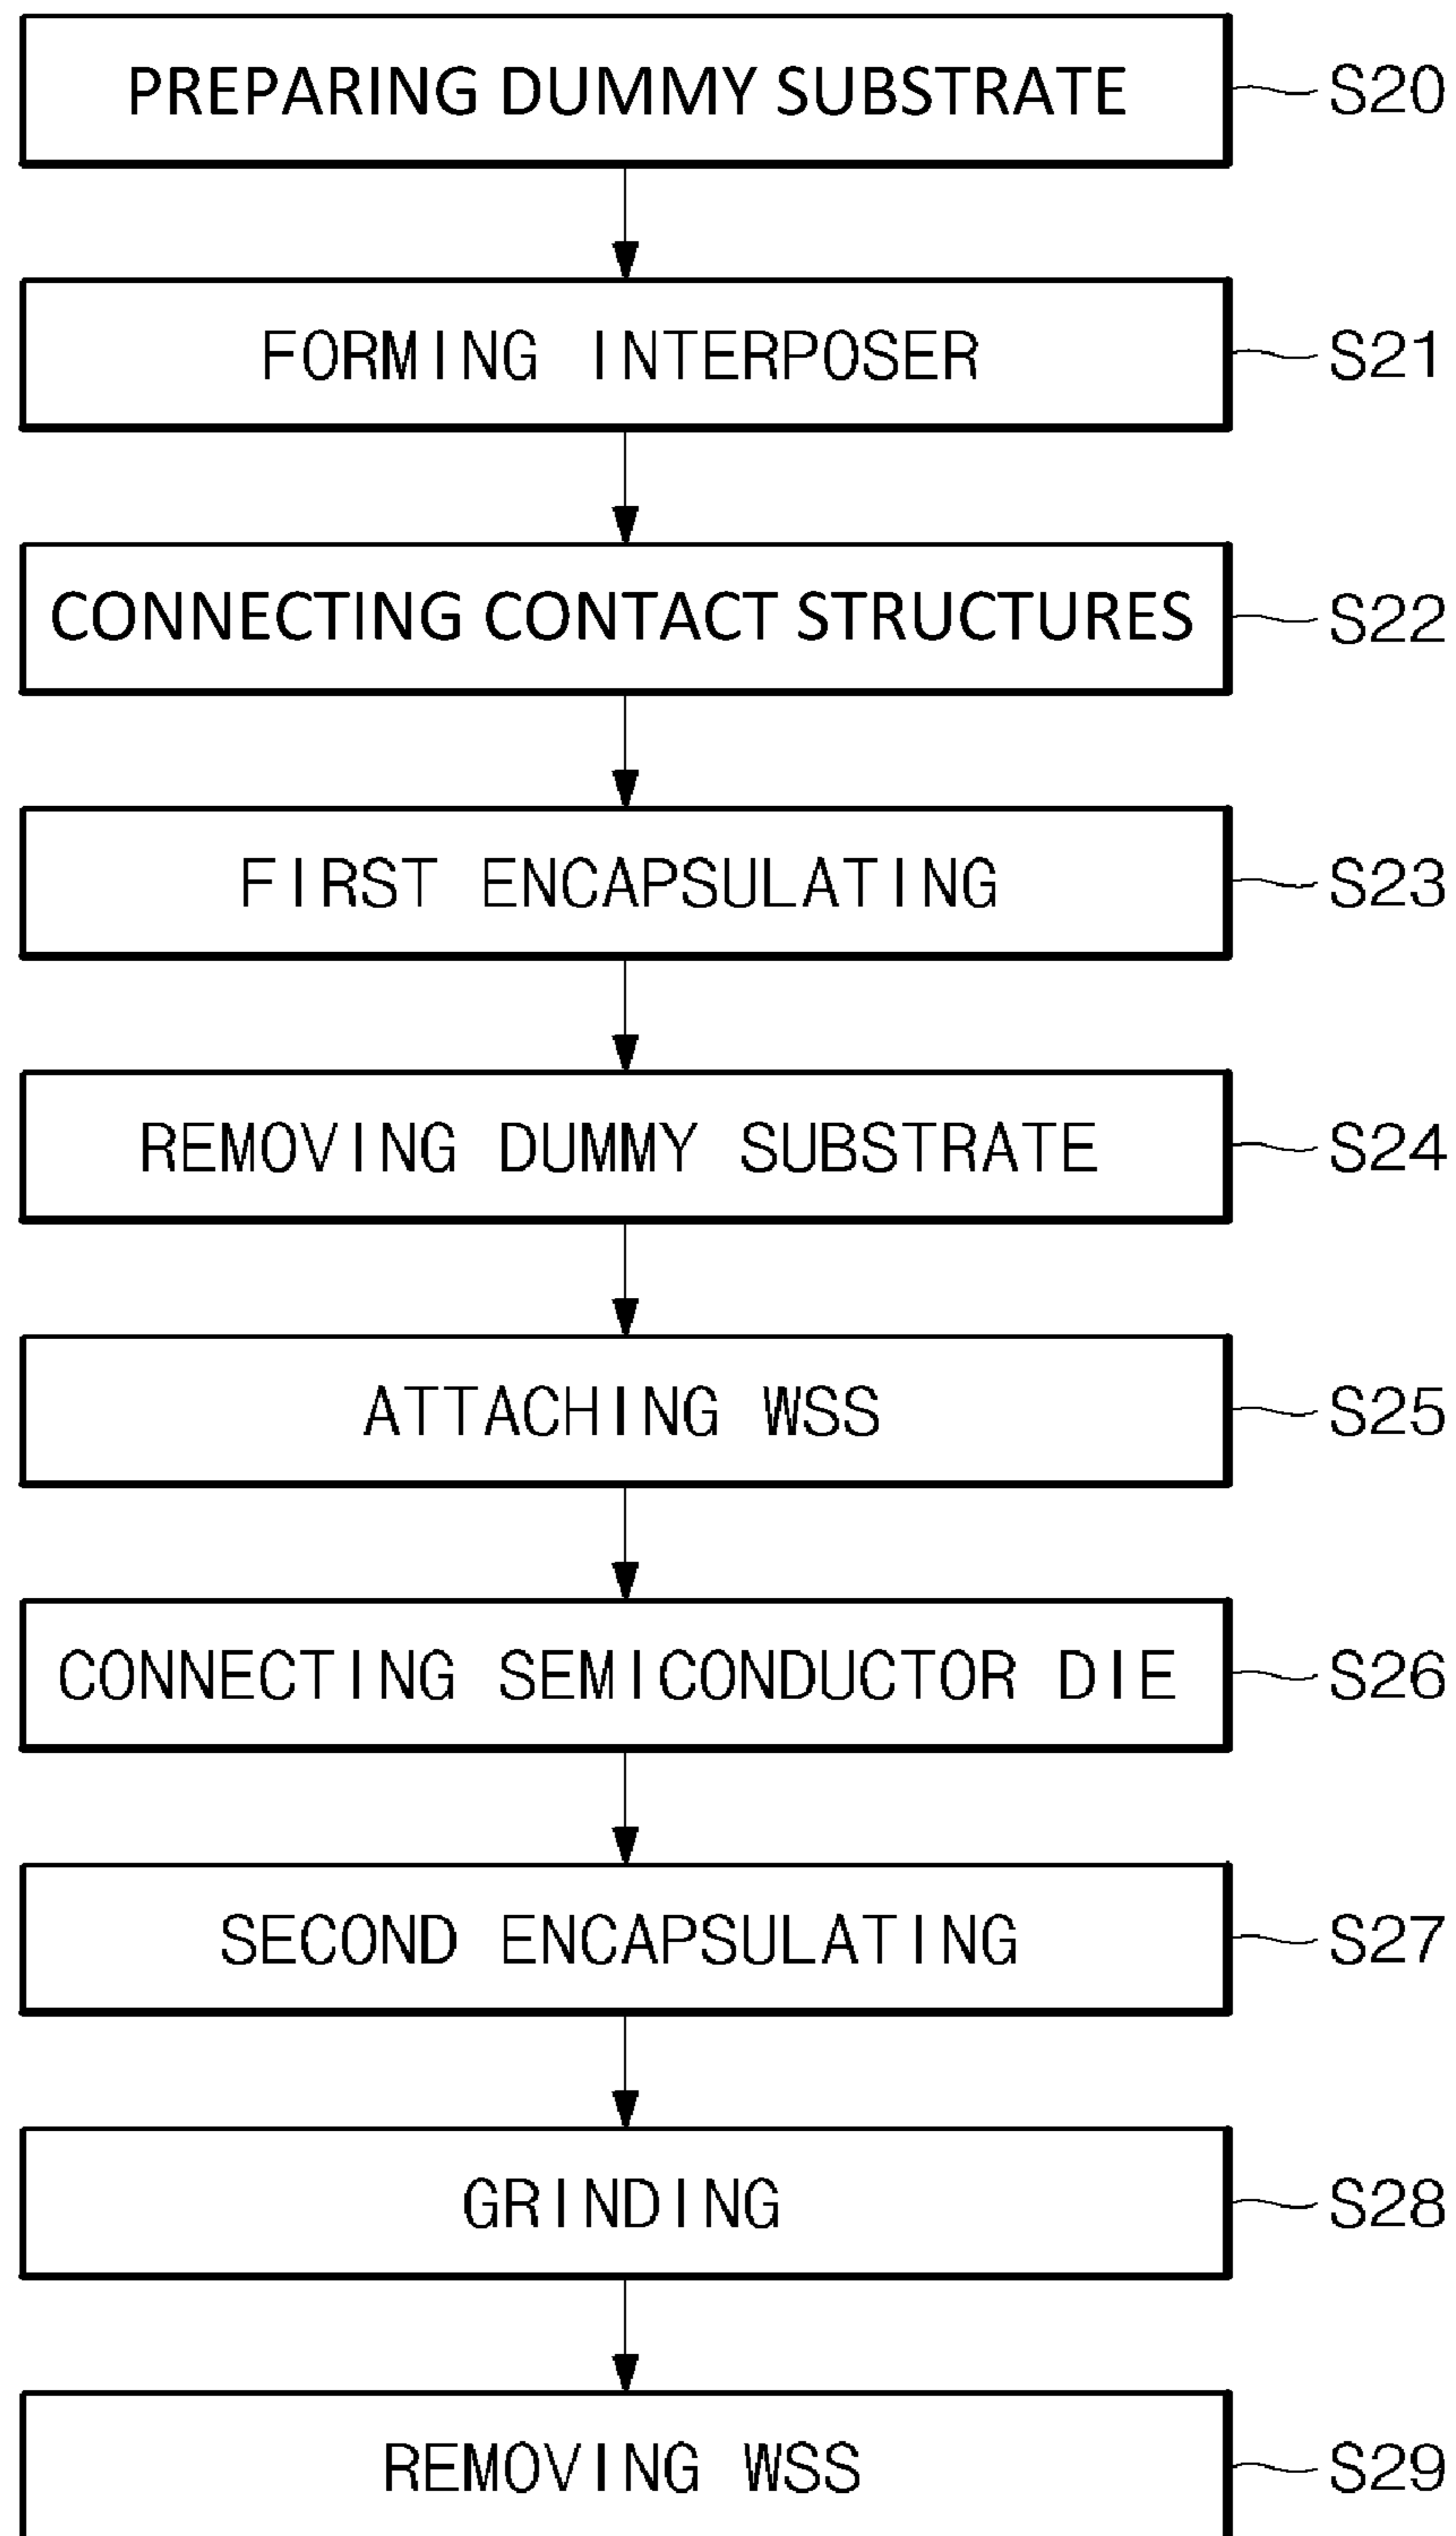 PREPARING DUMMY SUBSTRATE S20
FORMING INTERPOSER S21
CONNECTING CONTACT STRUCTURES S22
FIRST ENCAPSULATING S23
REMOVING DUMMY SUBSTRATE S24
ATTACHING WSS S25
CONNECTING SEMICONDUCTOR DIE S26
SECOND ENCAPSULATING S27
GRINDING S28
REMOVING WSS S29